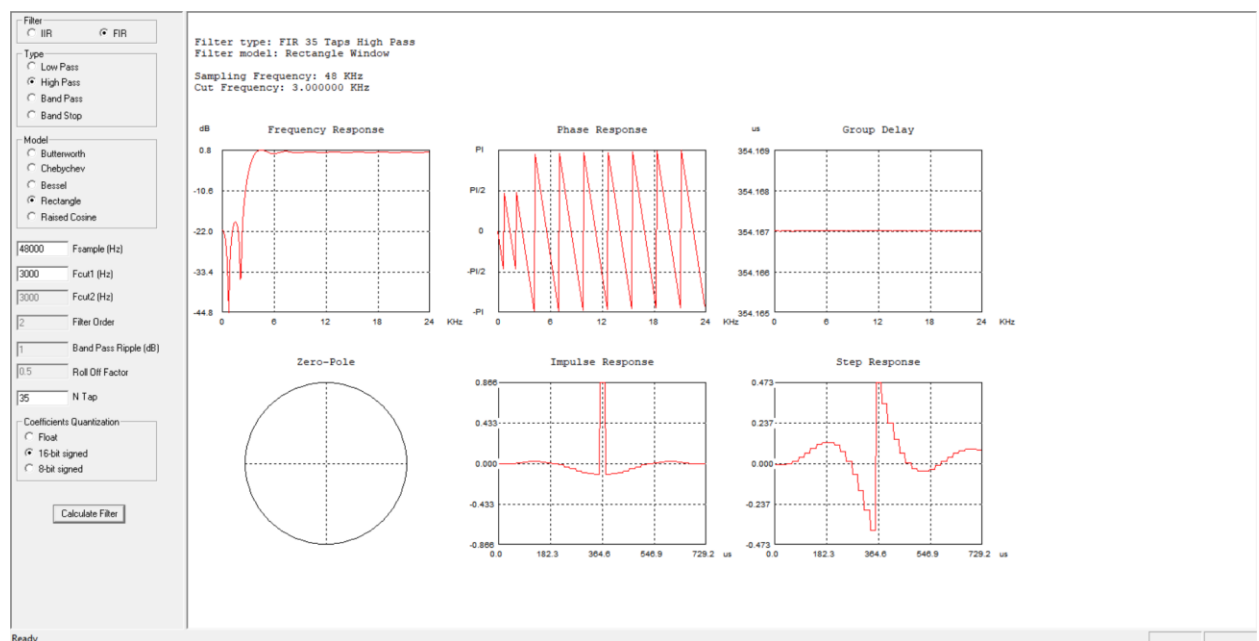 Filter
IIR FIR
Type
Low Pass
High Pass
Band Pass
Band Stop
Model
Butterworth
Chebychev
Bessel
Rectangle
Raised Cosine
48000 Fsample (Hz)
3000 Fcut1 (Hz)
3000 Fcut2 (Hz)
2 Filter Order
1 Band Pass Ripple (dB)
0.5 Roll Off Factor
35 N Tap
Coefficients Quantization
Float
16-bit signed
8-bit signed
Calculate Filter
Ready
Filter type: FIR 35 Taps High Pass
Filter model: Rectangle Window
Sampling Frequency: 48 KHz
Cut Frequency: 3.000000 KHz
dB Frequency Response
0.8
-10.6
-22.0
-33.4
-44.8
0 6 12 18 24 KHz
Phase Response
PI
PI/2
0
-PI/2
-PI
0 6 12 18 24 KHz
us Group Delay
354.169
354.168
354.167
354.166
354.165
0 6 12 18 24 KHz
Zero-Pole
Impulse Response
0.866
0.433
0.000
-0.433
-0.866
0.0 182.3 364.6 546.9 729.2 us
Step Response
0.473
0.237
0.000
-0.237
-0.473
0.0 182.3 364.6 546.9 729.2 us